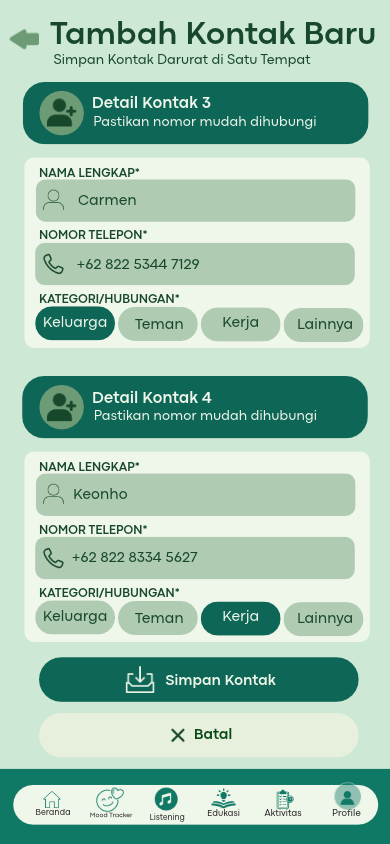 Tambah Kontak Baru
Simpan Kontak Darurat di Satu Tempat
Detail Kontak 3
Pastikan nomor mudah dihubungi
NAMA LENGKAP*
Carmen
NOMOR TELEPON*
+62 822 5344 7129
KATEGORI/HUBUNGAN*
Keluarga Teman Kerja Lainnya
Detail Kontak 4
Pastikan nomor mudah dihubungi
NAMA LENGKAP*
Keonho
NOMOR TELEPON*
+62 822 8334 5627
KATEGORI/HUBUNGAN*
Keluarga Teman Kerja Lainnya
Simpan Kontak
Batal
Beranda Mood Tracker Listening Edukasi Aktivitas Profile